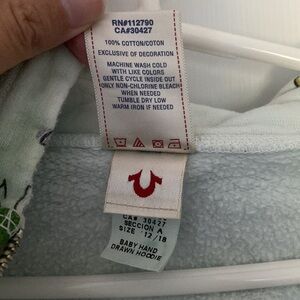 RN#112790
CA#30427
100% COTTON/COTTON
EXCLUSIVE OF DECORATION
MACHINE WASH COLD
WITH LIKE COLORS
GENTLE CYCLE INSIDE OUT
ONLY NON-CHLORINE BLEACH
WHEN NEEDED
TUMBLE DRY LOW
WARM IRON IF NEEDED
CA# 30427
SECCION A
SIZE 12/18
BABY HAND
DRAWN HOODIE